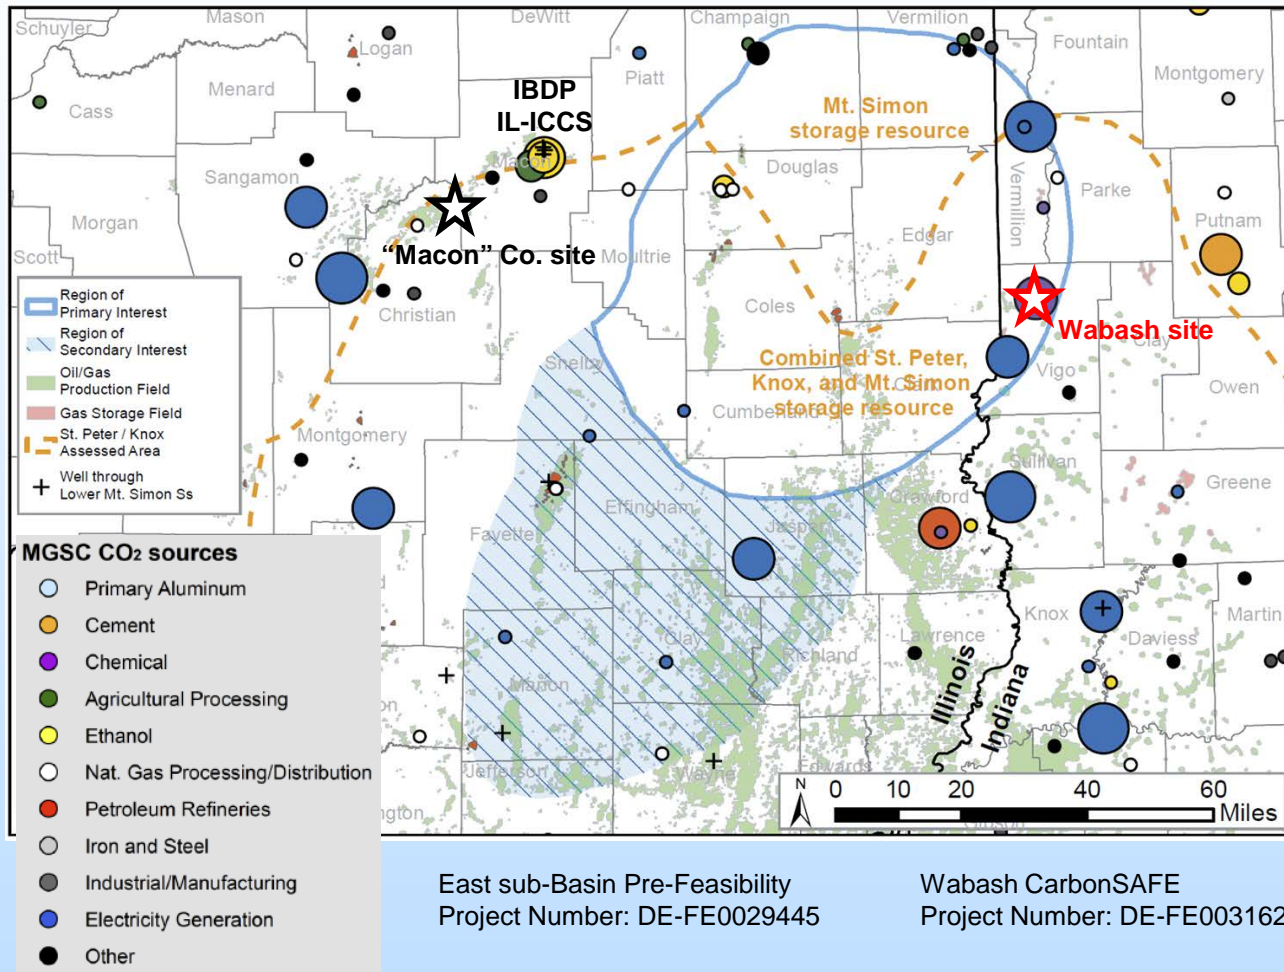 Schuyler
Mason
Logan
DeWitt
Champaign
Vermilion
Fountain
Montgomery
Menard
Cass
Piatt
IBDP
IL-ICCS
Mt. Simon
storage resource
Macon
Douglas
Vermillion
Parke
Putnam
Sangamon
Morgan
Scott
Edgar
"Macon" Co. site
Moultrie
Christian
Coles
Wabash site
Clay
Vigo
Owen
Region of
Primary Interest
Region of
Secondary Interest
Oil/Gas
Production Field
Gas Storage Field
St. Peter / Knox
Assessed Area
Well through
Lower Mt. Simon Ss
Shelby
Combined St. Peter,
Knox, and Mt. Simon
storage resource
Clark
Cumberland
Montgomery
Sullivan
Greene
Crawford
Effingham
Jasper
Fayette
Knox
Daviess
Martin
Lawrence
Clay
Richland
Marion
Illinois
Indiana
Jefferson
Wayne
Edwards
MGSC CO2 sources
Primary Aluminum
Cement
Chemical
Agricultural Processing
Ethanol
Nat. Gas Processing/Distribution
Petroleum Refineries
Iron and Steel
Industrial/Manufacturing
Electricity Generation
Other
N
0 10 20 40 60
Miles
East sub-Basin Pre-Feasibility
Project Number: DE-FE0029445
Wabash CarbonSAFE
Project Number: DE-FE003162